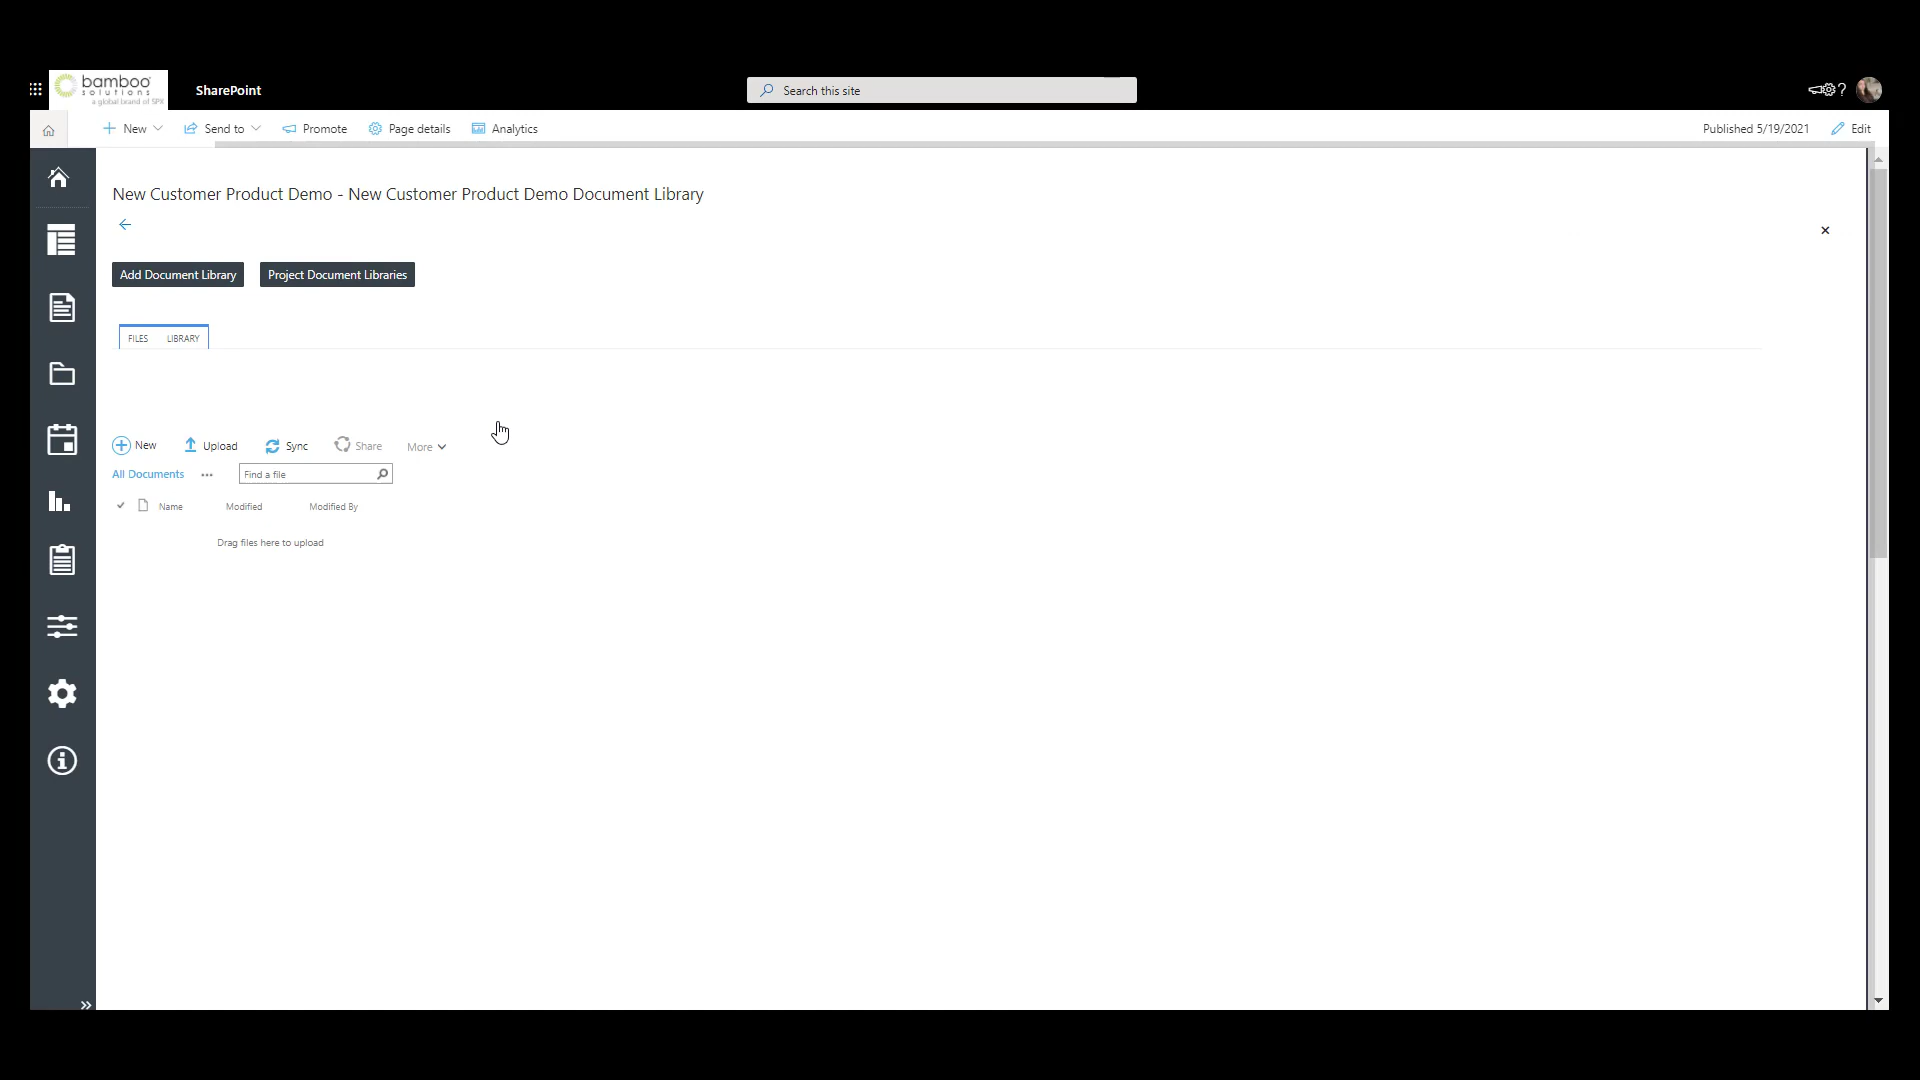 bamboo
solutions
a global brand of SPX
SharePoint
Search this site
?
New
Send to
Promote
Page details
Analytics
Published 5/19/2021
Edit
New Customer Product Demo - New Customer Product Demo Document Library
Add Document Library
Project Document Libraries
FILES
LIBRARY
New
Upload
Sync
Share
More
All Documents
...
Find a file
Name
Modified
Modified By
Drag files here to upload